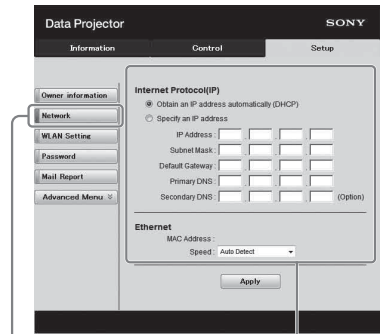 Data Projector SONY
Information Control Setup
Owner information
Network
WLAN Setting
Password
Mail Report
Advanced Menu
Internet Protocol(IP)
Obtain an IP address automatically (DHCP)
Specify an IP address
IP Address :
Subnet Mask :
Default Gateway :
Primary DNS :
Secondary DNS : (Option)
Ethernet
MAC Address :
Speed : Auto Detect
Apply